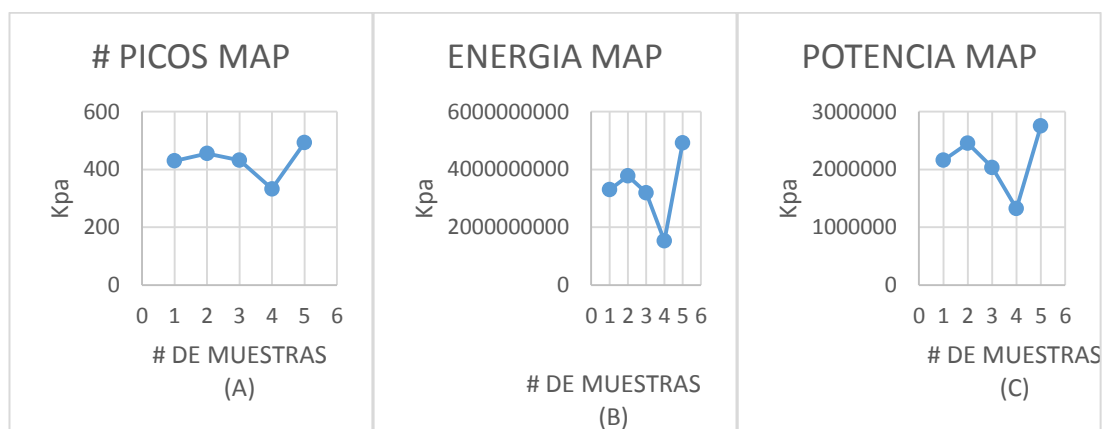 # PICOS MAP
600
400
200
0
Kpa
0 1 2 3 4 5 6
# DE MUESTRAS
(A)
ENERGIA MAP
6000000000
4000000000
2000000000
0
Kpa
0 1 2 3 4 5 6
# DE MUESTRAS
(B)
POTENCIA MAP
3000000
2000000
1000000
0
Kpa
0 1 2 3 4 5 6
# DE MUESTRAS
(C)